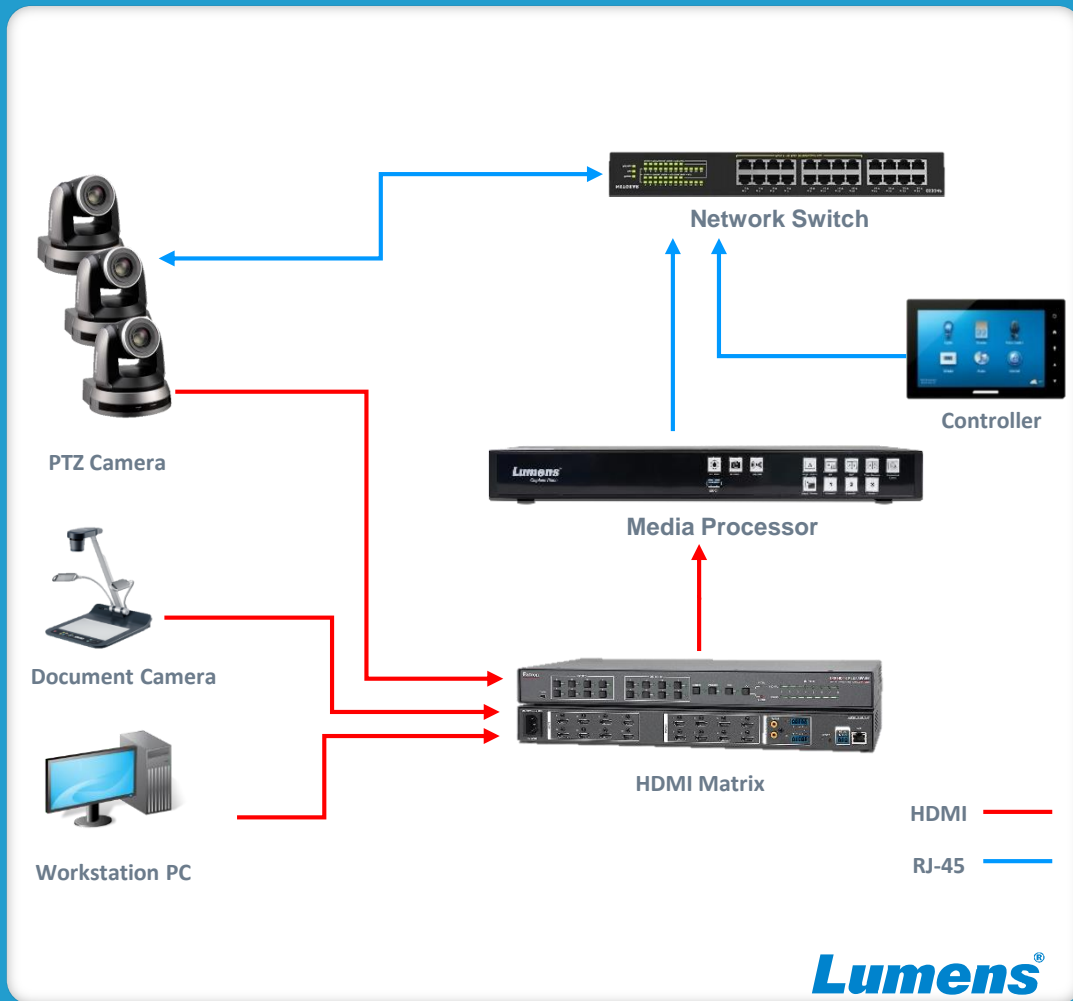 Network Switch
Controller
PTZ Camera
Lumens
Media Processor
Document Camera
HDMI Matrix
Workstation PC
HDMI
RJ-45
Lumens®